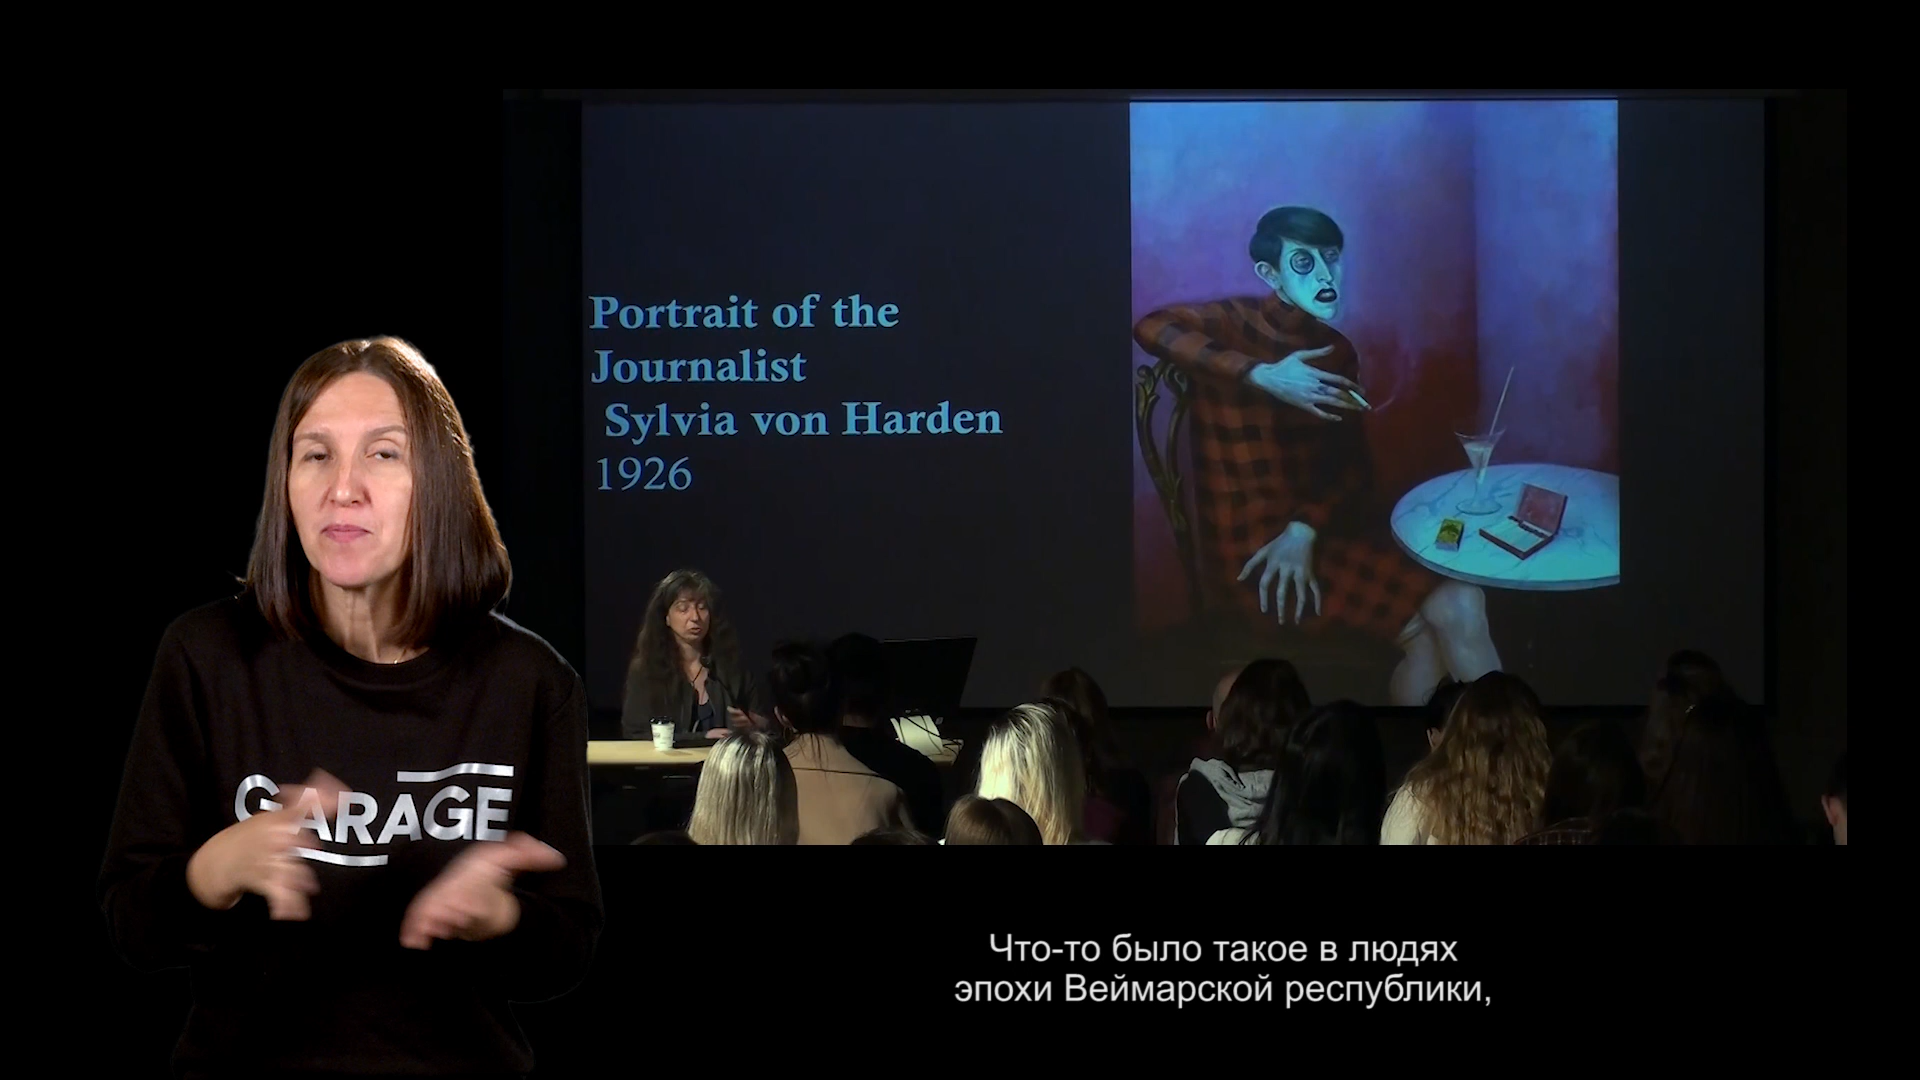 Portrait of the
Journalist
Sylvia von Harden
1926
GARAGE
Что-то было такое в людях
эпохи Веймарской республики,